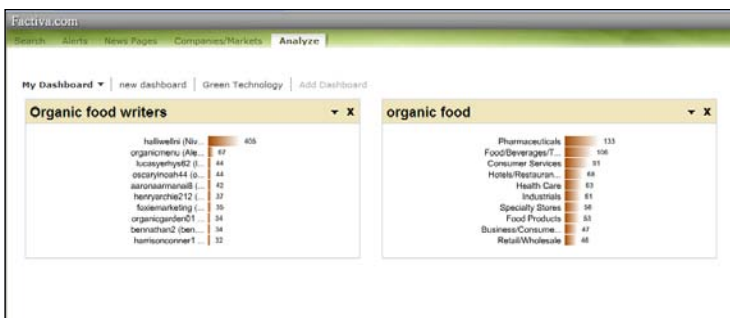 Factiva.com
Search Alerts News Pages Companies/Markets Analyze
My Dashboard new dashboard Green Technology Add Dashboard
Organic food writers X
halliwellni (Niv... 405
organicmenu (Ale... 67
lucasyerhys62 (l... 44
oscaryinoah44 (o... 44
aaronaarmanai8 (... 42
henryarchie212 (... 37
foxiemarketing (... 35
organicgarden01 ... 34
bennathan2 (ben... 34
harrisonconner1 ... 32
organic food X
Pharmaceuticals 133
Food/Beverages/T... 106
Consumer Services 91
Hotels/Restauran... 68
Health Care 63
Industrials 61
Specialty Stores 56
Food Products 53
Business/Consume... 47
Retail/Wholesale 46